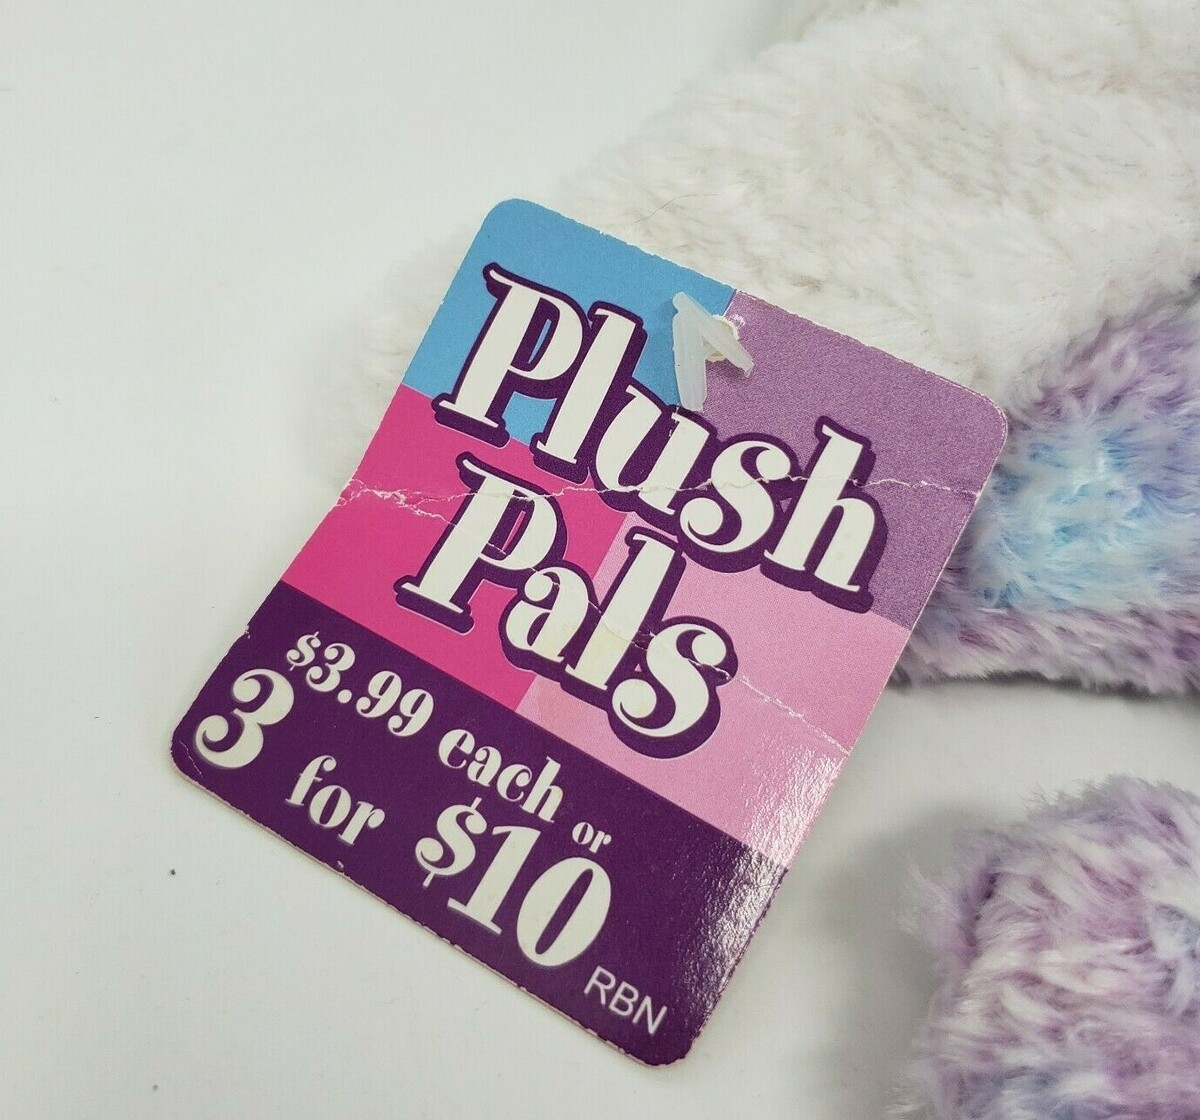 Plush
Pals
$3.99 each or
3 for $10
RBN